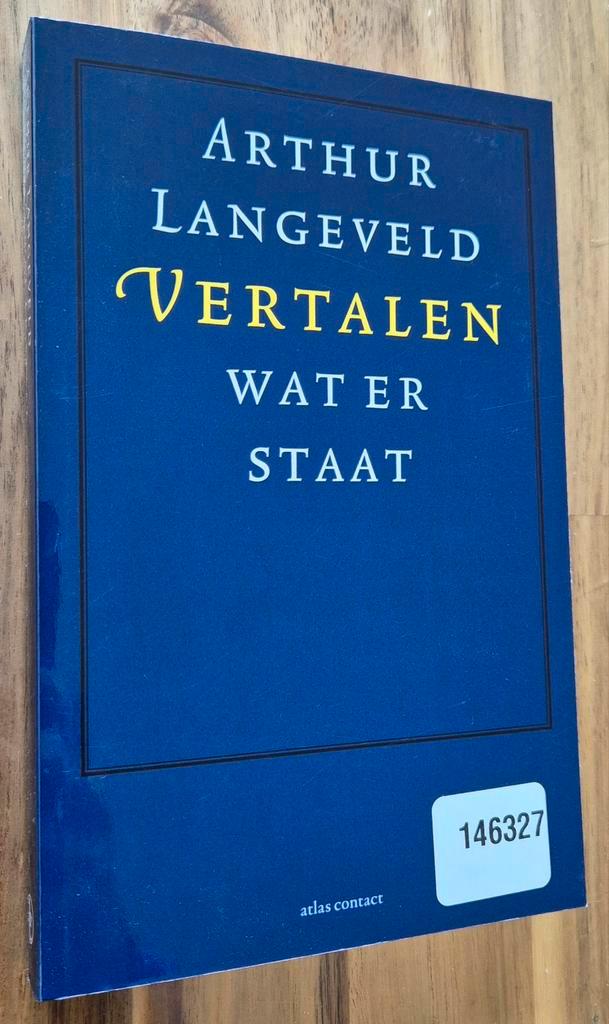 ARTHUR
LANGEVELD
VERTALEN
WAT ER
STAAT
146327
atlas contact